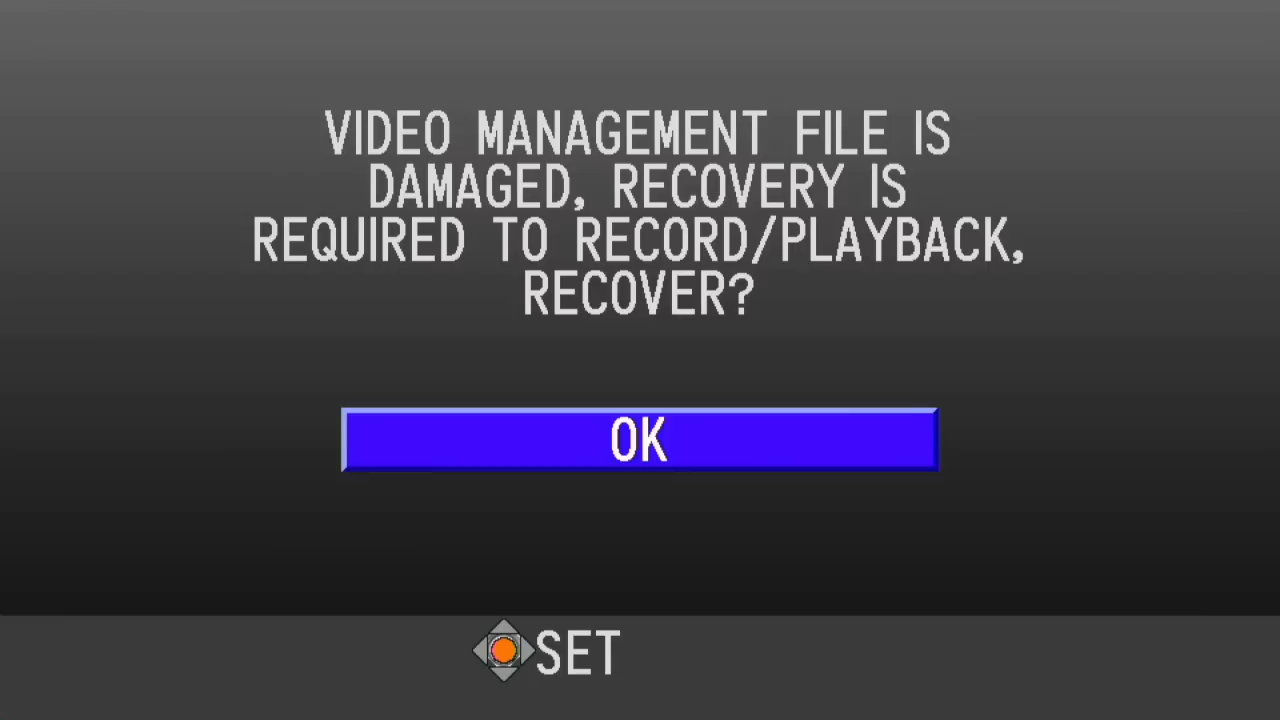 VIDEO MANAGEMENT FILE IS
DAMAGED, RECOVERY IS
REQUIRED TO RECORD/PLAYBACK,
RECOVER?
OK
SET